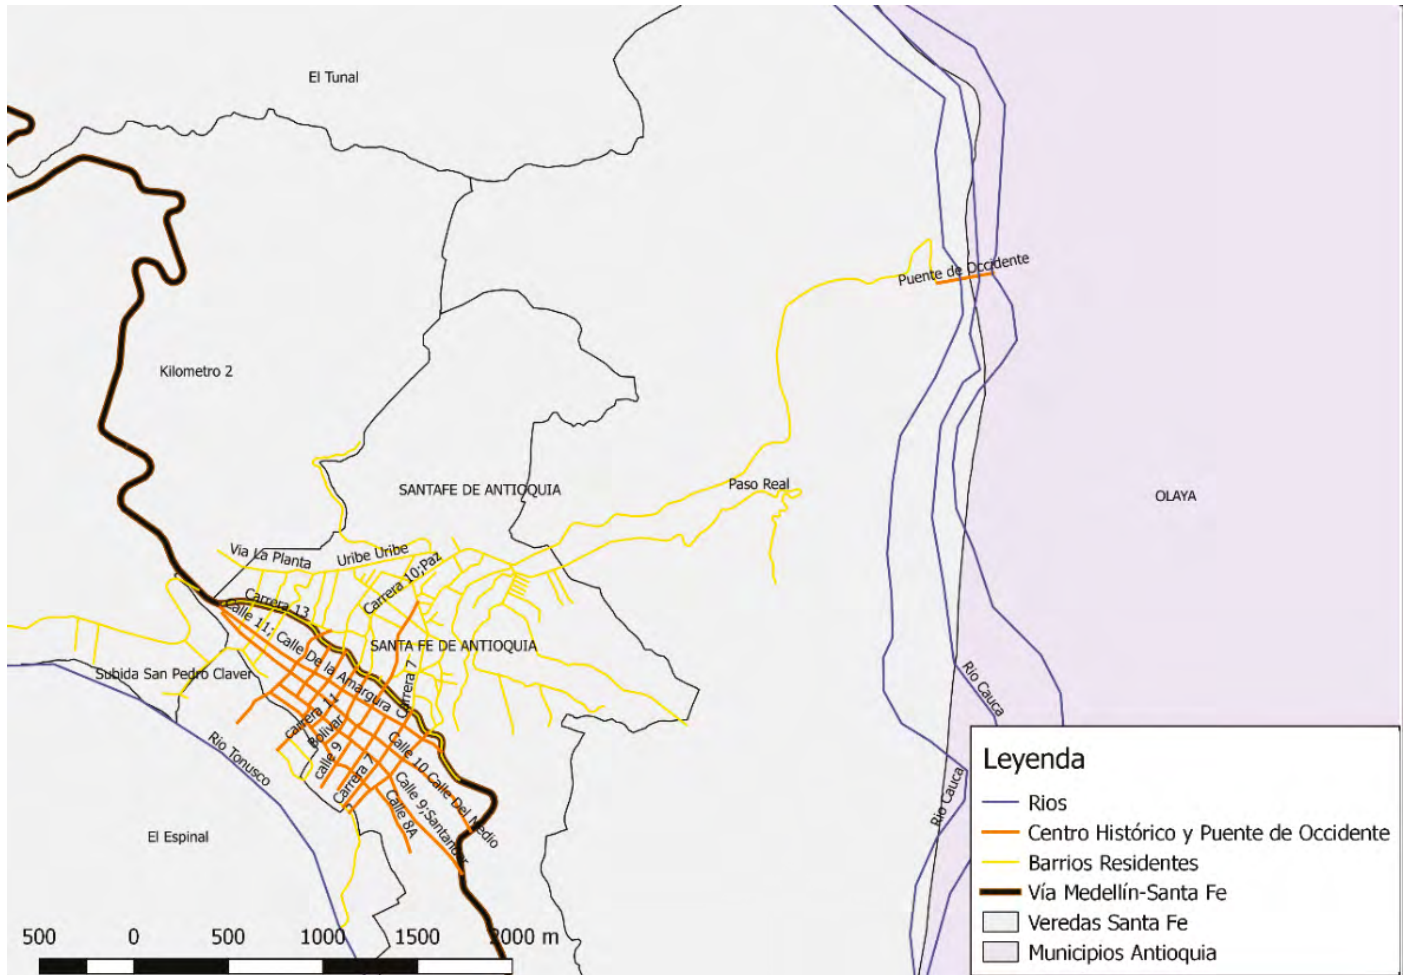 El Tunal
Puente de Occidente
Kilometro 2
SANTAFE DE ANTIOQUIA
Paso Real
OLAYA
Via La Planta
Uribe Uribe
Carrera 10;Paz
Carrera 13
Calle 11; Calle De la Amargura
SANTA FE DE ANTIOQUIA
Subida San Pedro Claver
Carrera 7
Rio Cauca
carrera 11
Bolivar
calle 9
Carrera 7
Calle 10 Calle Del Medio
Calle 9;Santander
Calle 8A
Rio Tonusco
Rio Cauca
El Espinal
Leyenda
Rios
Centro Histórico y Puente de Occidente
Barrios Residentes
Vía Medellín-Santa Fe
Veredas Santa Fe
Municipios Antioquia
500 0 500 1000 1500 2000 m